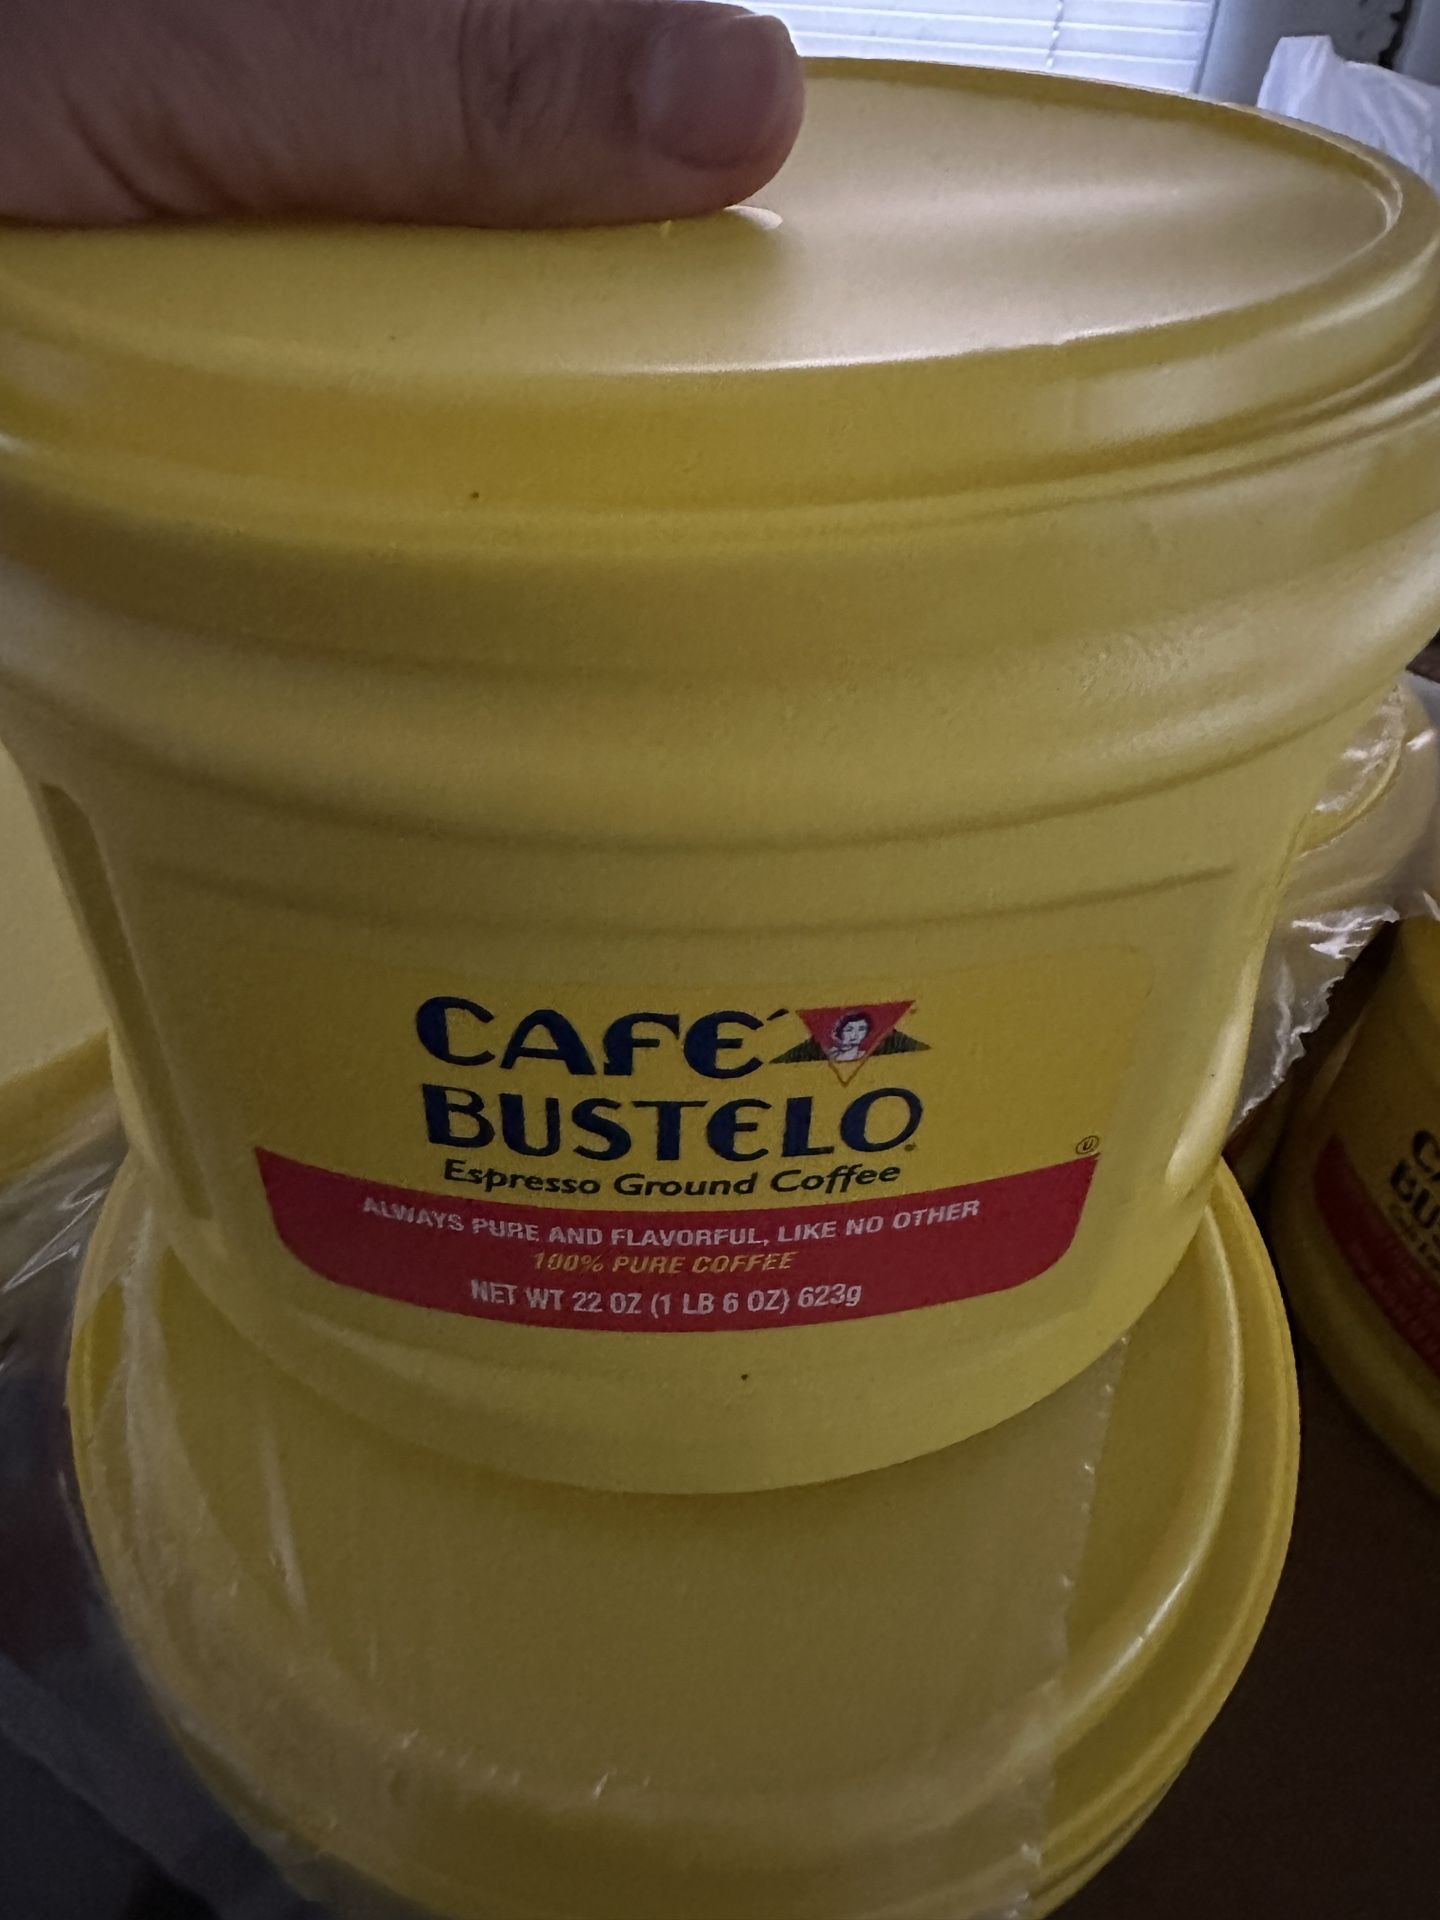 CAFÉ
BUSTELO
Espresso Ground Coffee
U
ALWAYS PURE AND FLAVORFUL, LIKE NO OTHER
100% PURE COFFEE
NET WT 22 OZ (1 LB 6 OZ) 623g